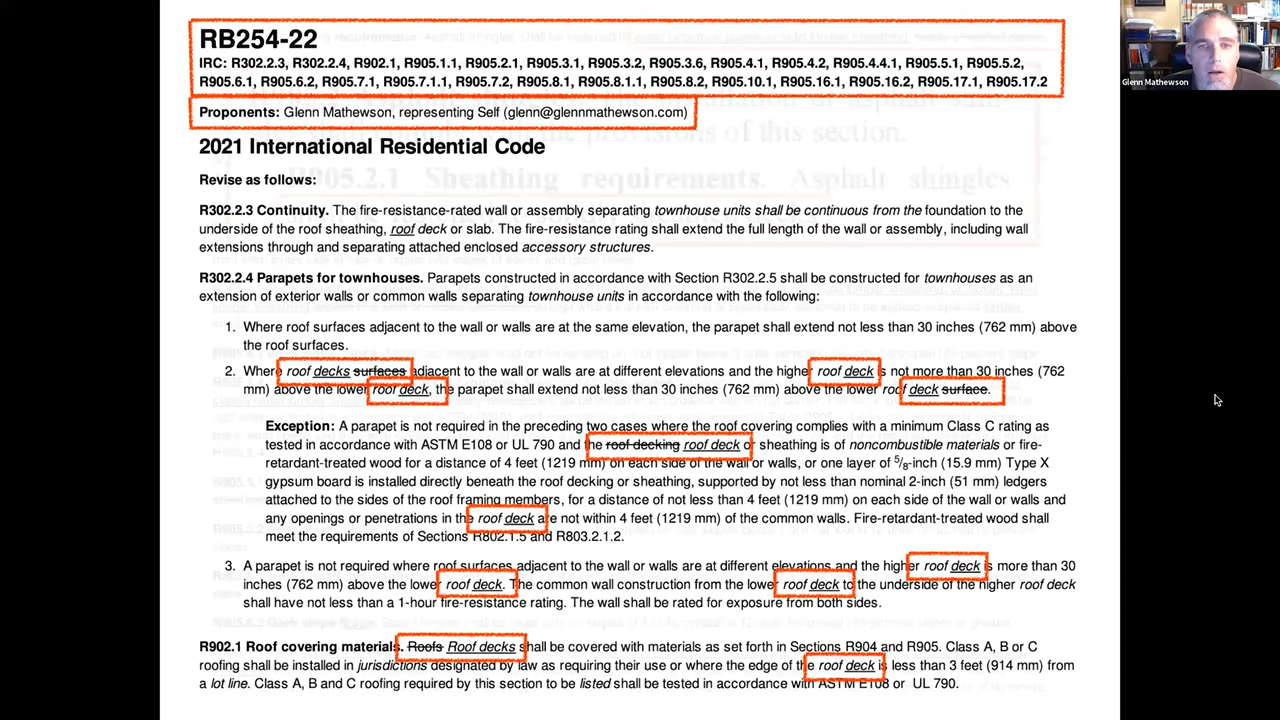 RB254-22
IRC: R302.2.3, R302.2.4, R902.1, R905.1.1, R905.2.1, R905.3.1, R905.3.2, R905.3.6, R905.4.1, R905.4.2, R905.4.4.1, R905.5.1, R905.5.2,
R905.6.1, R905.6.2, R905.7.1, R905.7.1.1, R905.7.2, R905.8.1, R905.8.1.1, R905.8.2, R905.10.1, R905.16.1, R905.16.2, R905.17.1, R905.17.2
Glenn Mathewson
Proponents: Glenn Mathewson, representing Self (glenn@glennmathewson.com)
2021 International Residential Code
Revise as follows:
R905.2.1 Sheathing requirements. Asphalt shingles
R302.2.3 Continuity. The fire-resistance-rated wall or assembly separating townhouse units shall be continuous from the foundation to the
underside of the roof sheathing, roof deck or slab. The fire-resistance rating shall extend the full length of the wall or assembly, including wall
extensions through and separating attached enclosed accessory structures.
R302.2.4 Parapets for townhouses. Parapets constructed in accordance with Section R302.2.5 shall be constructed for townhouses as an
extension of exterior walls or common walls separating townhouse units in accordance with the following:
1. Where roof surfaces adjacent to the wall or walls are at the same elevation, the parapet shall extend not less than 30 inches (762 mm) above
the roof surfaces.
2. Where roof decks surfaces adjacent to the wall or walls are at different elevations and the higher roof deck is not more than 30 inches (762
mm) above the lower roof deck, the parapet shall extend not less than 30 inches (762 mm) above the lower roof deck surface.
Exception: A parapet is not required in the preceding two cases where the roof covering complies with a minimum Class C rating as
tested in accordance with ASTM E108 or UL 790 and the roof decking roof deck or sheathing is of noncombustible materials or fire-
retardant-treated wood for a distance of 4 feet (1219 mm) on each side of the wall or walls, or one layer of 5/8-inch (15.9 mm) Type X
gypsum board is installed directly beneath the roof decking or sheathing, supported by not less than nominal 2-inch (51 mm) ledgers
attached to the sides of the roof framing members, for a distance of not less than 4 feet (1219 mm) on each side of the wall or walls and
any openings or penetrations in the roof deck are not within 4 feet (1219 mm) of the common walls. Fire-retardant-treated wood shall
meet the requirements of Sections R802.1.5 and R803.2.1.2.
3. A parapet is not required where roof surfaces adjacent to the wall or walls are at different elevations and the higher roof deck is more than 30
inches (762 mm) above the lower roof deck. The common wall construction from the lower roof deck to the underside of the higher roof deck
shall have not less than a 1-hour fire-resistance rating. The wall shall be rated for exposure from both sides.
R902.1 Roof covering materials. Roofs Roof decks shall be covered with materials as set forth in Sections R904 and R905. Class A, B or C
roofing shall be installed in jurisdictions designated by law as requiring their use or where the edge of the roof deck is less than 3 feet (914 mm) from
a lot line. Class A, B and C roofing required by this section to be listed shall be tested in accordance with ASTM E108 or UL 790.